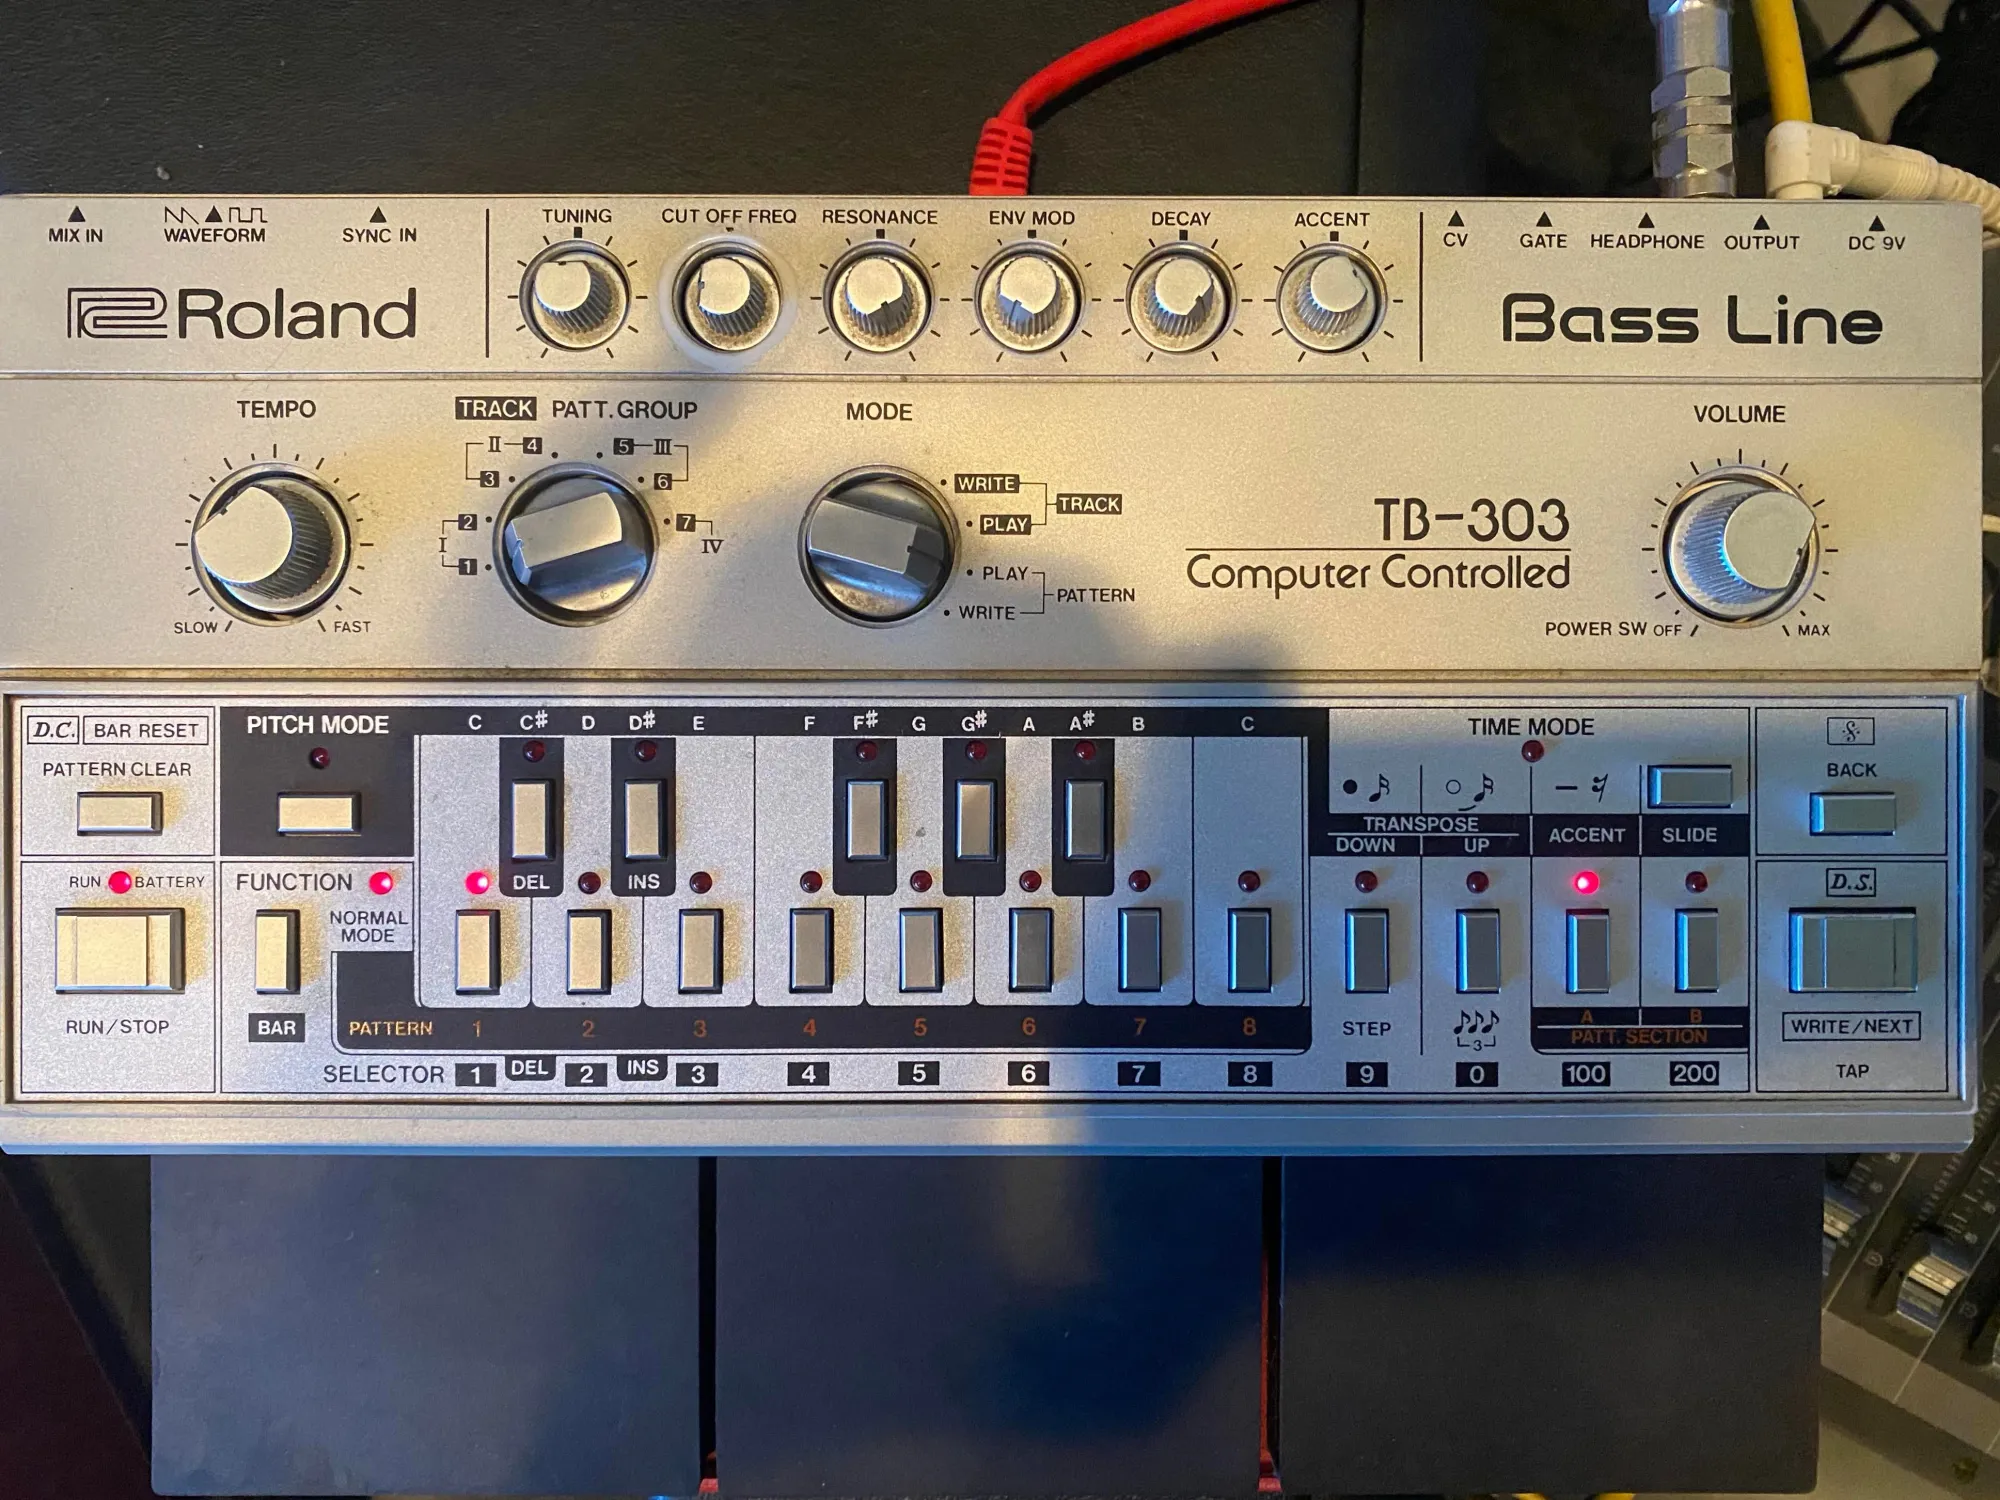 MIX IN
WAVEFORM
SYNC IN
TUNING
CUT OFF FREQ
RESONANCE
ENV MOD
DECAY
ACCENT
CV
GATE
HEADPHONE
OUTPUT
DC 9V
Roland
Bass Line
TEMPO
SLOW
FAST
TRACK PATT.GROUP
II 4
5 III
3
6
2
7
I
IV
1
MODE
WRITE
TRACK
PLAY
PLAY
PATTERN
WRITE
TB-303
Computer Controlled
VOLUME
POWER SW OFF
MAX
D.C. BAR RESET
PATTERN CLEAR
PITCH MODE
C C# D D# E F F# G G# A A# B C
TIME MODE
TRANSPOSE
DOWN
UP
ACCENT
SLIDE
BACK
RUN BATTERY
FUNCTION
DEL
INS
D.S.
NORMAL
MODE
RUN/STOP
BAR
PATTERN 1 2 3 4 5 6 7 8
STEP
3
A
B
PATT. SECTION
WRITE/NEXT
SELECTOR 1 DEL 2 INS 3 4 5 6 7 8 9 0 100 200
TAP